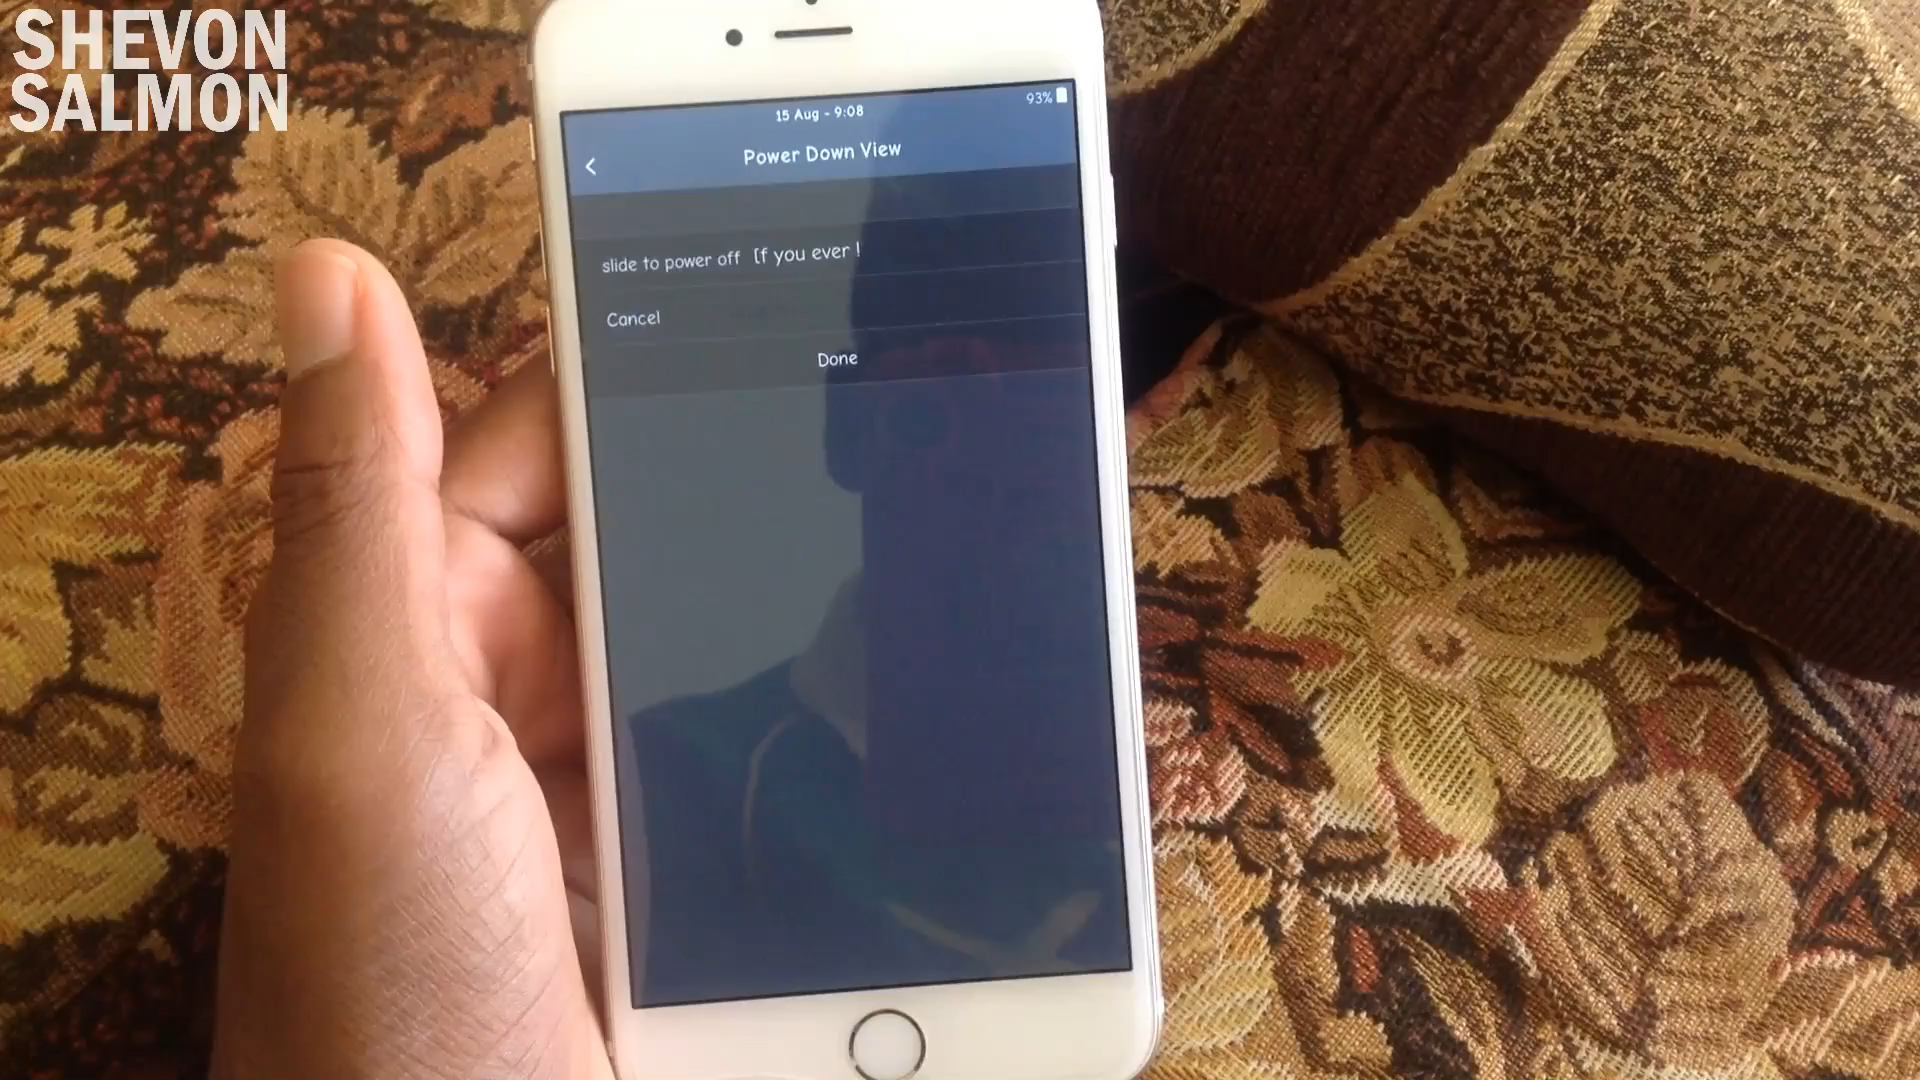 SHEVON
SALMON
15 Aug - 9:08
93%
Power Down View
slide to power off [f you ever !
Cancel
Done